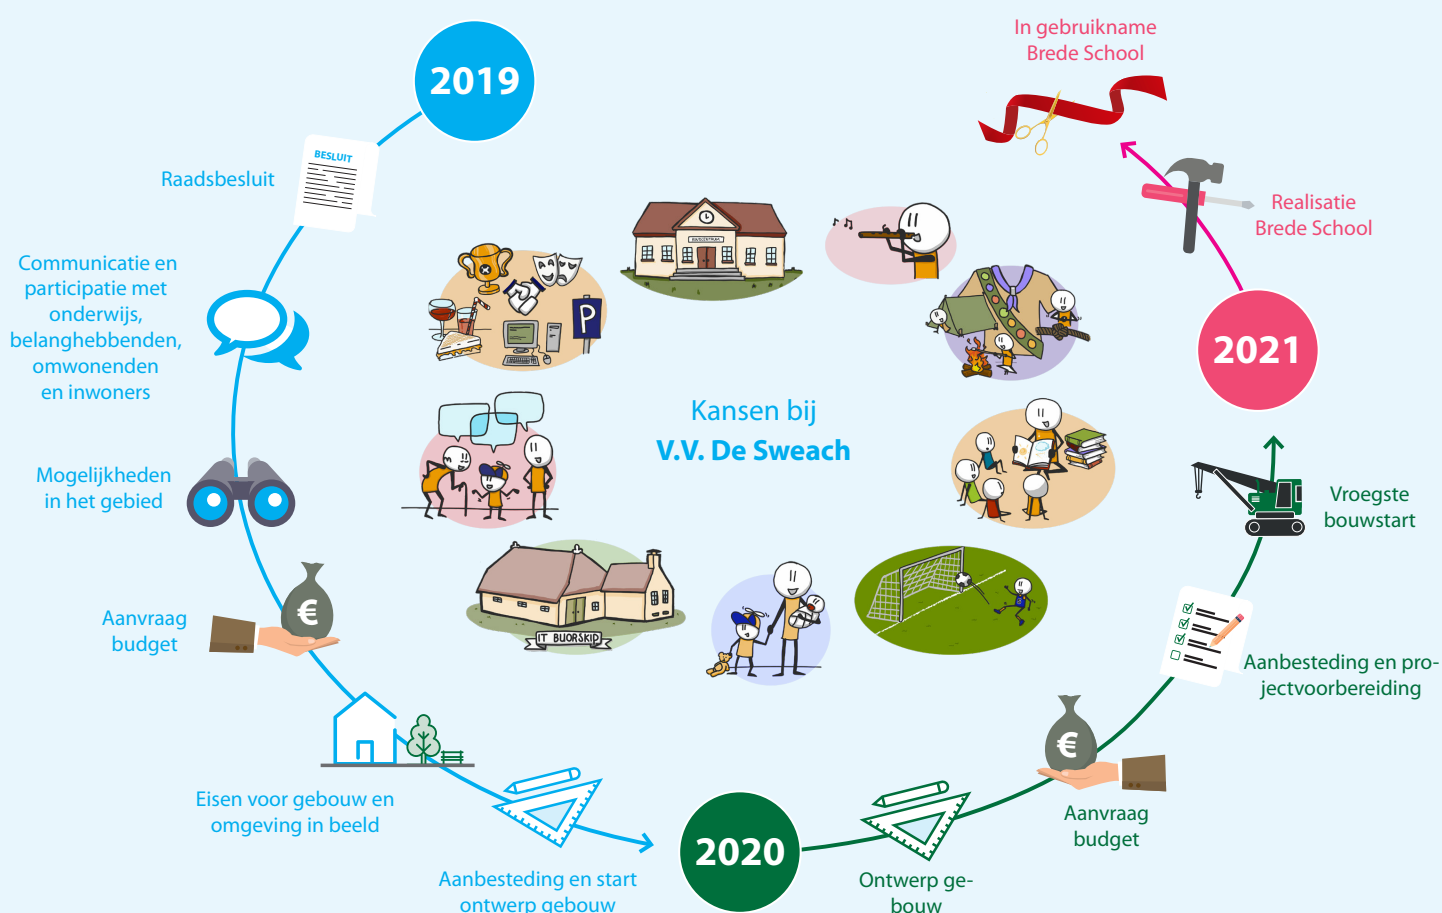 2019
BESLUIT
Raadsbesluit
Communicatie en
participatie met
onderwijs,
belanghebbenden,
omwonenden
en inwoners
Mogelijkheden
in het gebied
Aanvraag
budget
€
Eisen voor gebouw en
omgeving in beeld
Aanbesteding en start
ontwerp gebouw
2020
Ontwerp ge-
bouw
€
Aanvraag
budget
Aanbesteding en pro-
jectvoorbereiding
Vroegste
bouwstart
2021
Realisatie
Brede School
In gebruikname
Brede School
Kansen bij
V.V. De Sweach
P
IT BUORSKIP